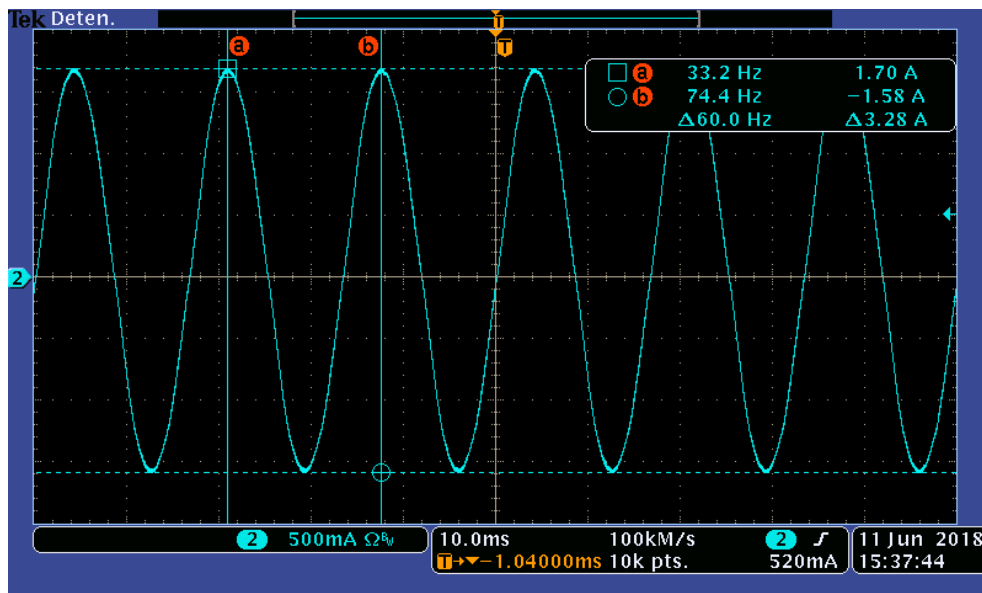 Tek Deten.
T
T
a b
a 33.2 Hz 1.70 A
b 74.4 Hz −1.58 A
Δ60.0 Hz Δ3.28 A
2
2 500mA ΩBW
10.0ms 100kM/s
T→▼−1.04000ms 10k pts.
2 520mA
11 Jun 2018
15:37:44